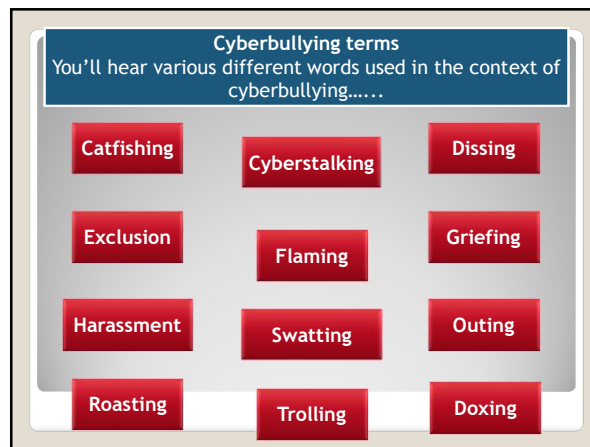 Cyberbullying terms
You'll hear various different words used in the context of
cyberbullying…...
Catfishing
Cyberstalking
Dissing
Exclusion
Flaming
Griefing
Harassment
Swatting
Outing
Roasting
Trolling
Doxing